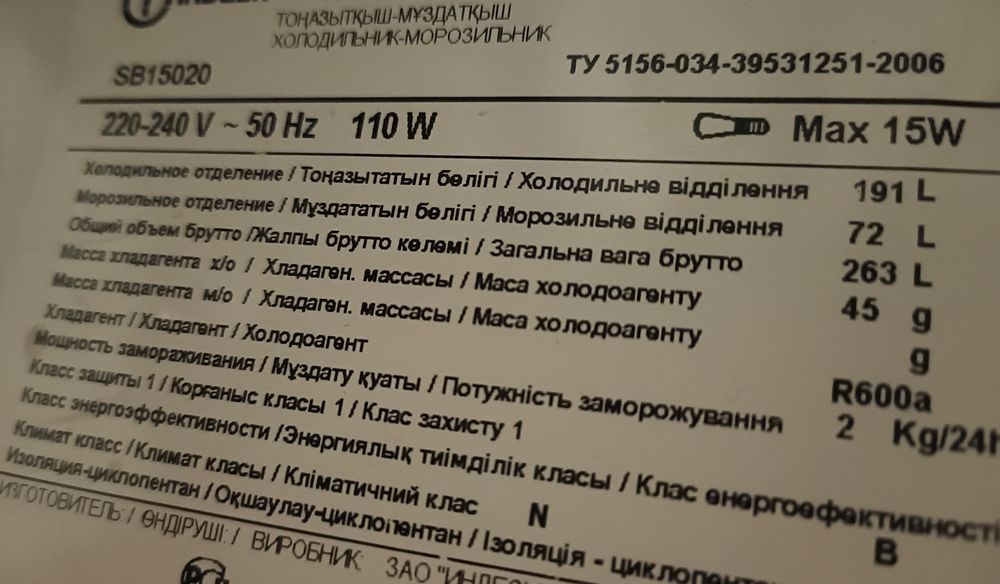 ТОҢАЗЫТҚЫШ-МҰЗДАТҚЫШ
ХОЛОДИЛЬНИК-МОРОЗИЛЬНИК
SB15020 ТУ 5156-034-39531251-2006
220-240 V ~ 50 Hz 110 W Max 15W
Холодильное отделение / Тоңазытатын бөлігі / Холодильне відділення 191 L
Морозильное отделение / Мұздататын бөлігі / Морозильне відділення 72 L
Общий объем брутто /Жалпы брутто көлемі / Загальна вага брутто 263 L
Масса хладагента х/о / Хладаген. массасы / Маса холодоагенту 45 g
Масса хладагента м/о / Хладаген. массасы / Маса холодоагенту g
Хладагент / Хладагент / Холодоагент R600a
Мощность замораживания / Мұздату қуаты / Потужність заморожування 2 Kg/24h
Класс защиты 1 / Корғаныс класы 1 / Клас захисту 1
Класс энергоэффективности /Энергиялық тиімділік класы / Клас енергоефективності B
Климат класс / Климат класы / Кліматичний клас N
Изоляция-циклопентан / Оқшаулау-циклопентан / Ізоляція - циклопентан
ИЗГОТОВИТЕЛЬ: / ӨНДІРУШІ: / ВИРОБНИК: ЗАО